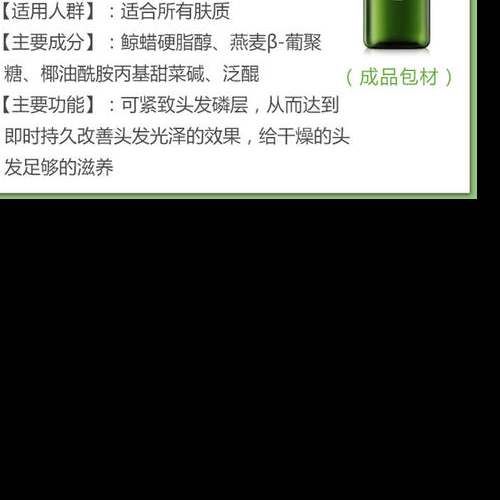 【适用人群】：适合所有肤质
【主要成分】：鲸蜡硬脂醇、燕麦β-葡聚
糖、椰油酰胺丙基甜菜碱、泛醌
（成品包材）
【主要功能】：可紧致头发磷层，从而达到
即时持久改善头发光泽的效果，给干燥的头
发足够的滋养